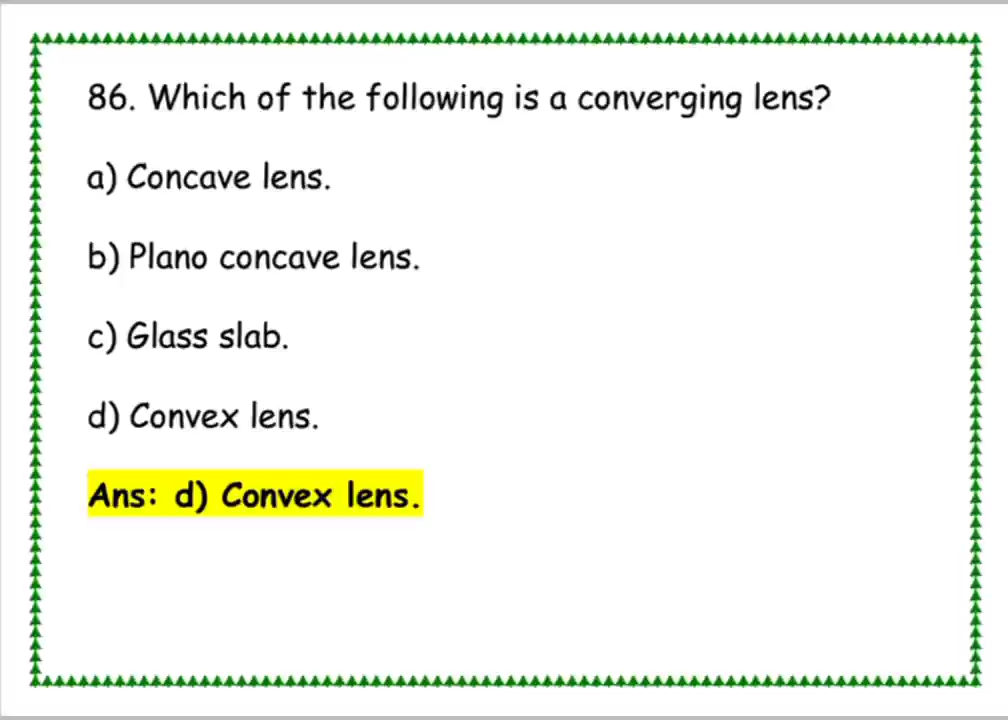 86. Which of the following is a converging lens?
a) Concave lens.
b) Plano concave lens.
c) Glass slab.
d) Convex lens.
Ans: d) Convex lens.